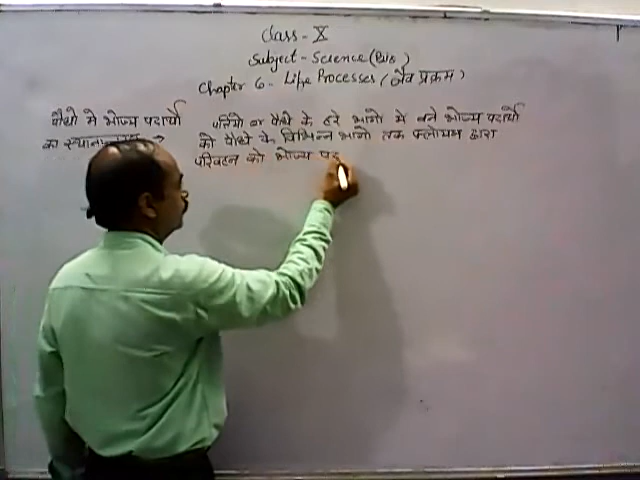 Class - X
Subject - Science (Bio)
Chapter 6 - Life Processes (जैव प्रक्रम)
पौधों में भोज्य पदार्थों का स्थानान्तरण →
पत्तियों या पौधे के हरे भागों में बने भोज्य पदार्थों
को पौधे के विभिन्न भागों तक फ्लोएम द्वारा
परिवहन को भोज्य पद